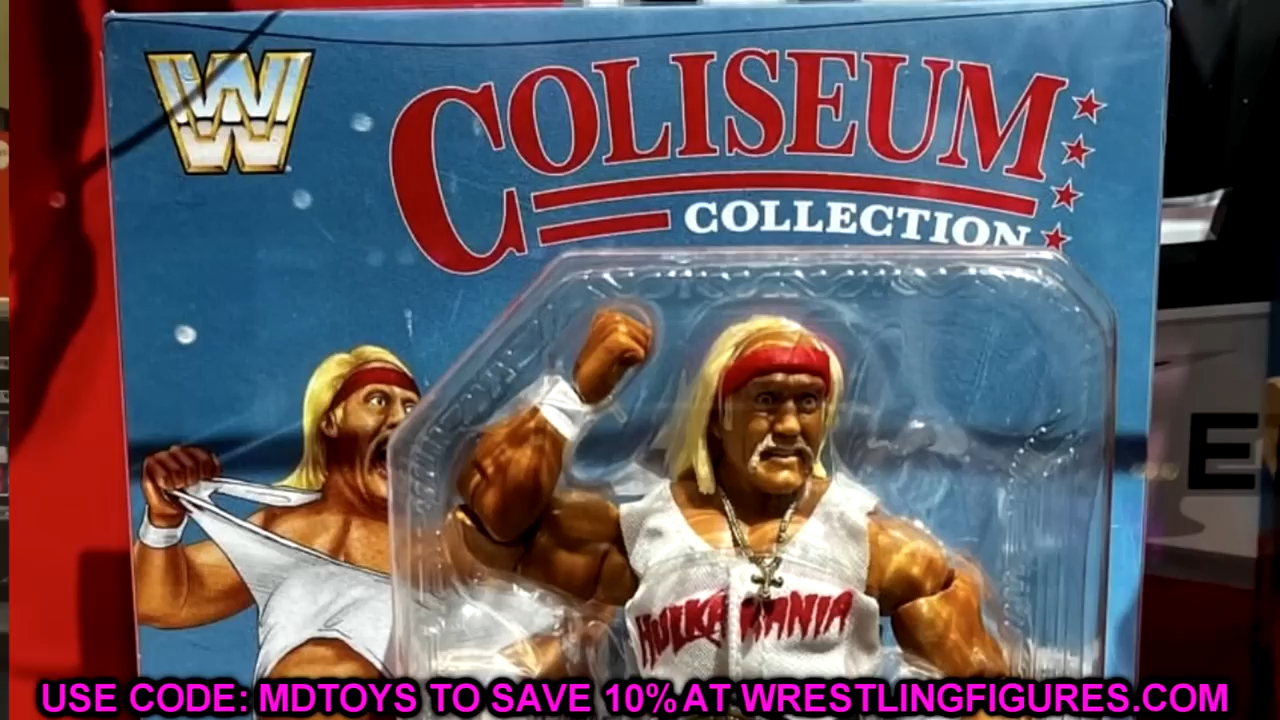 W
COLISEUM
COLLECTION
E
HULKAMANIA
USE CODE: MDTOYS TO SAVE 10% AT WRESTLINGFIGURES.COM